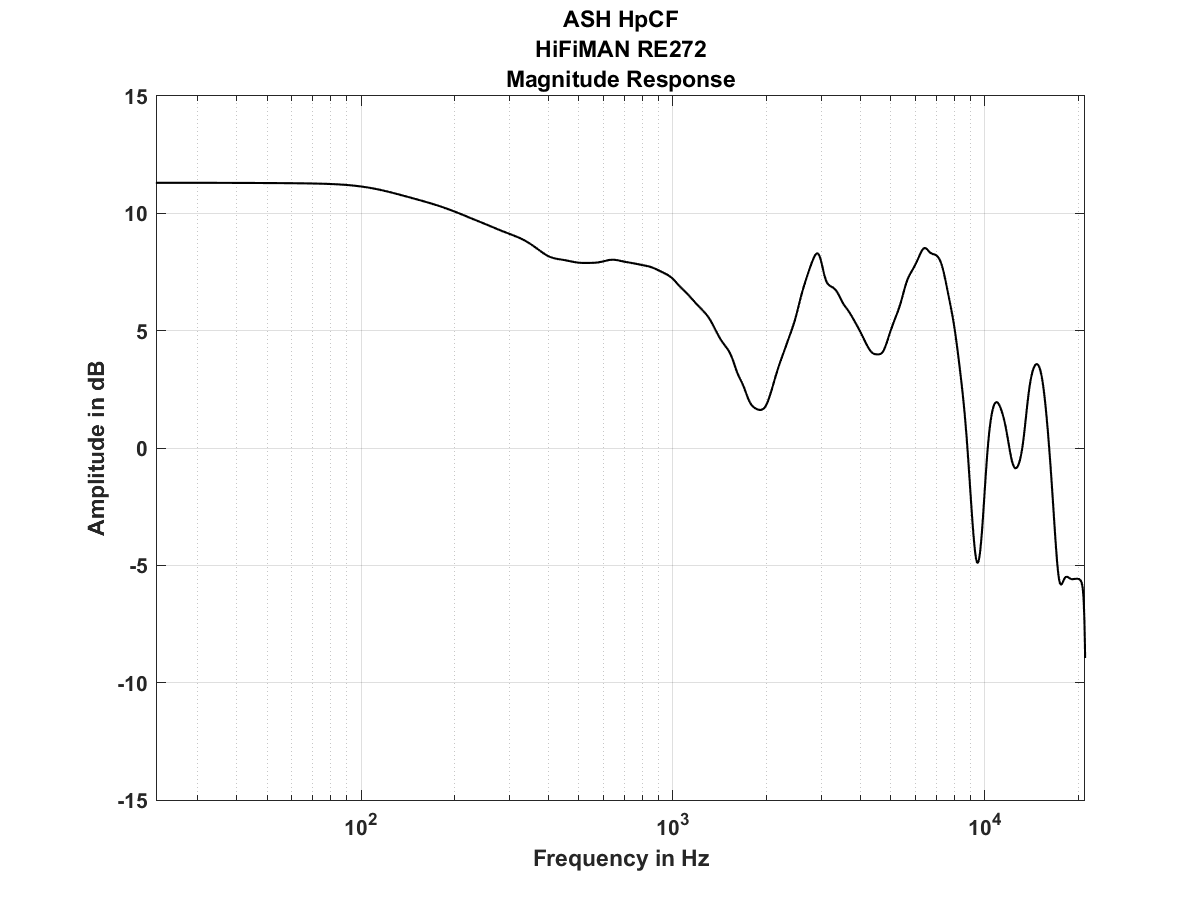 ASH HpCF
HiFiMAN RE272
Magnitude Response
15
10
5
0
-5
-10
-15
Amplitude in dB
10²
10³
10⁴
Frequency in Hz